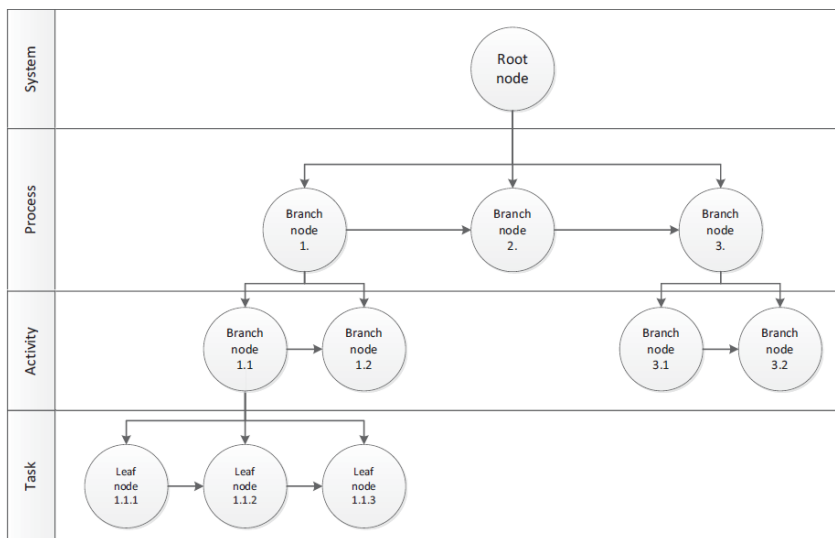 System
Root
node
Process
Branch
node
1.
Branch
node
2.
Branch
node
3.
Activity
Branch
node
1.1
Branch
node
1.2
Branch
node
3.1
Branch
node
3.2
Task
Leaf
node
1.1.1
Leaf
node
1.1.2
Leaf
node
1.1.3